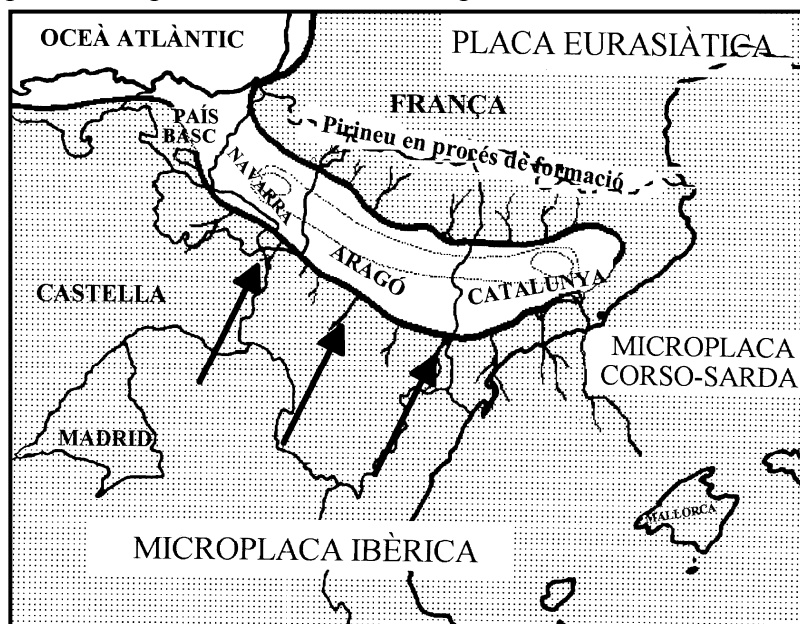 OCEÀ ATLÀNTIC
PLACA EURASIÀTICA
FRANÇA
PAÍS
BASC
Pirineu en procés de formació
NAVARRA
ARAGÓ
CATALUNYA
CASTELLA
MICROPLACA
CORSO-SARDA
MADRID
MALLORCA
MICROPLACA IBÈRICA